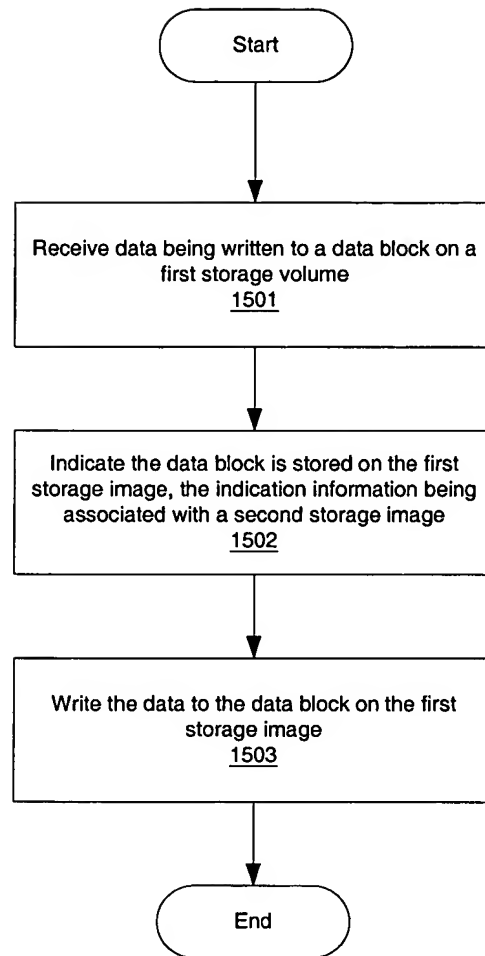 Start
Receive data being written to a data block on a
first storage volume
1501
Indicate the data block is stored on the first
storage image, the indication information being
associated with a second storage image
1502
Write the data to the data block on the first
storage image
1503
End